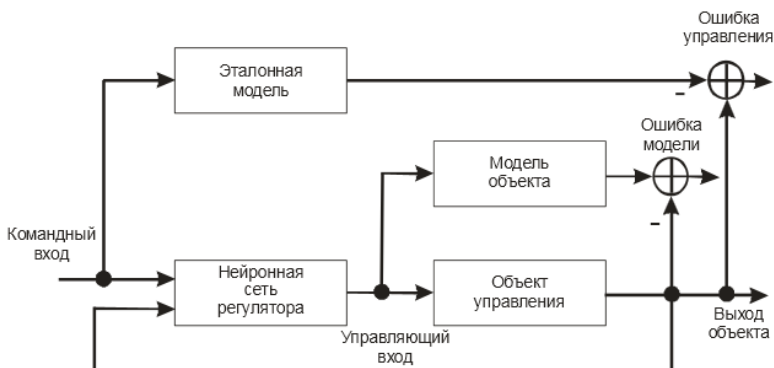 Ошибка
управления
Эталонная
модель
-
Ошибка
модели
Модель
объекта
-
Командный
вход
Нейронная
сеть
регулятора
Объект
управления
Управляющий
вход
Выход
объекта